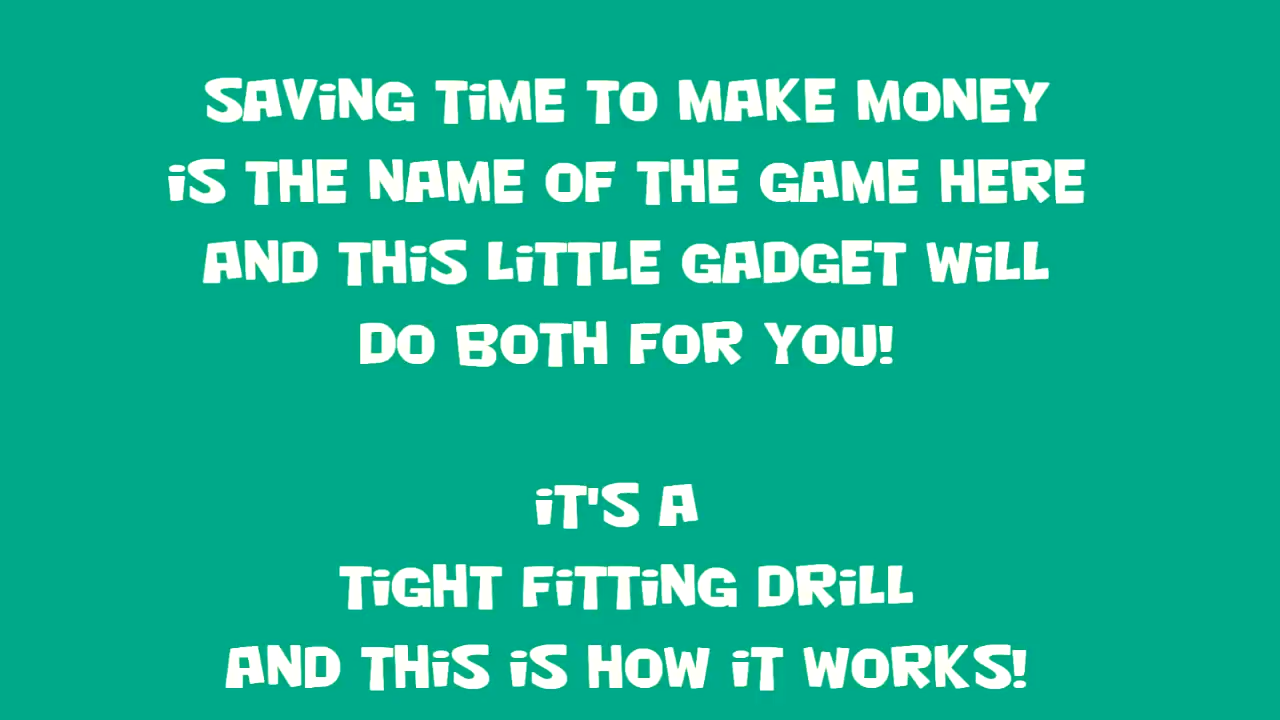 SAViNG TiME TO MAKE MONEY
iS THE NAME OF THE GAME HERE
AND THiS LiTTLE GADGET WiLL
DO BOTH FOR YOU!
iT'S A
TiGHT FiTTiNG DRiLL
AND THiS iS HOW iT WORKS!